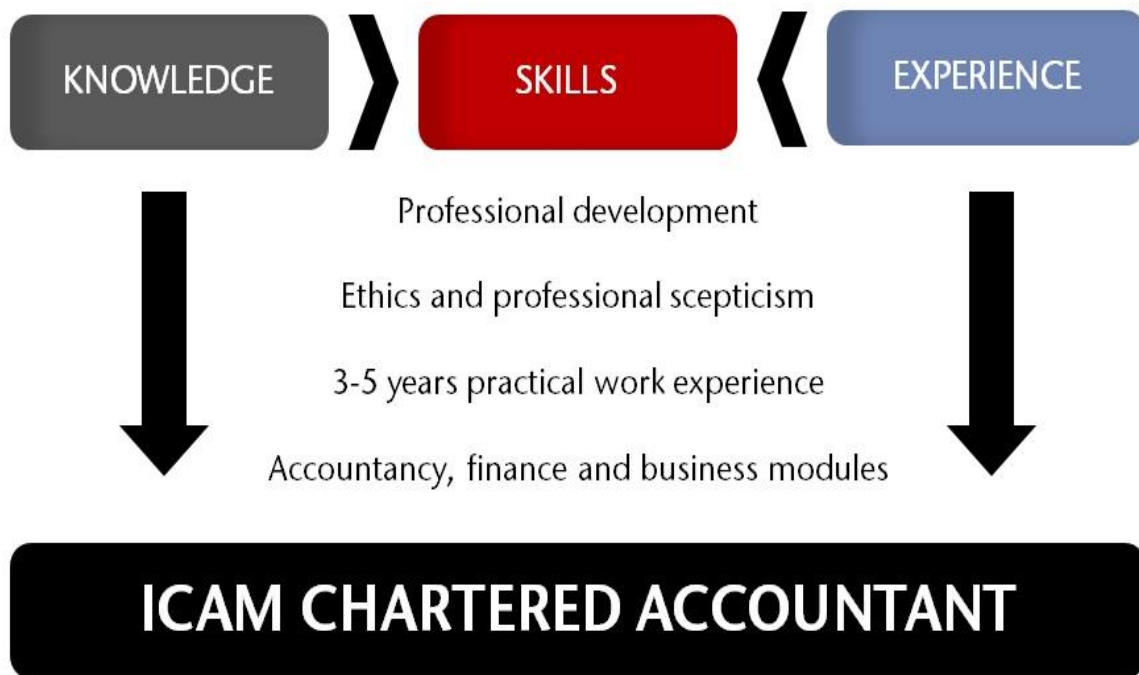 KNOWLEDGE
SKILLS
EXPERIENCE
Professional development
Ethics and professional scepticism
3-5 years practical work experience
Accountancy, finance and business modules
ICAM CHARTERED ACCOUNTANT